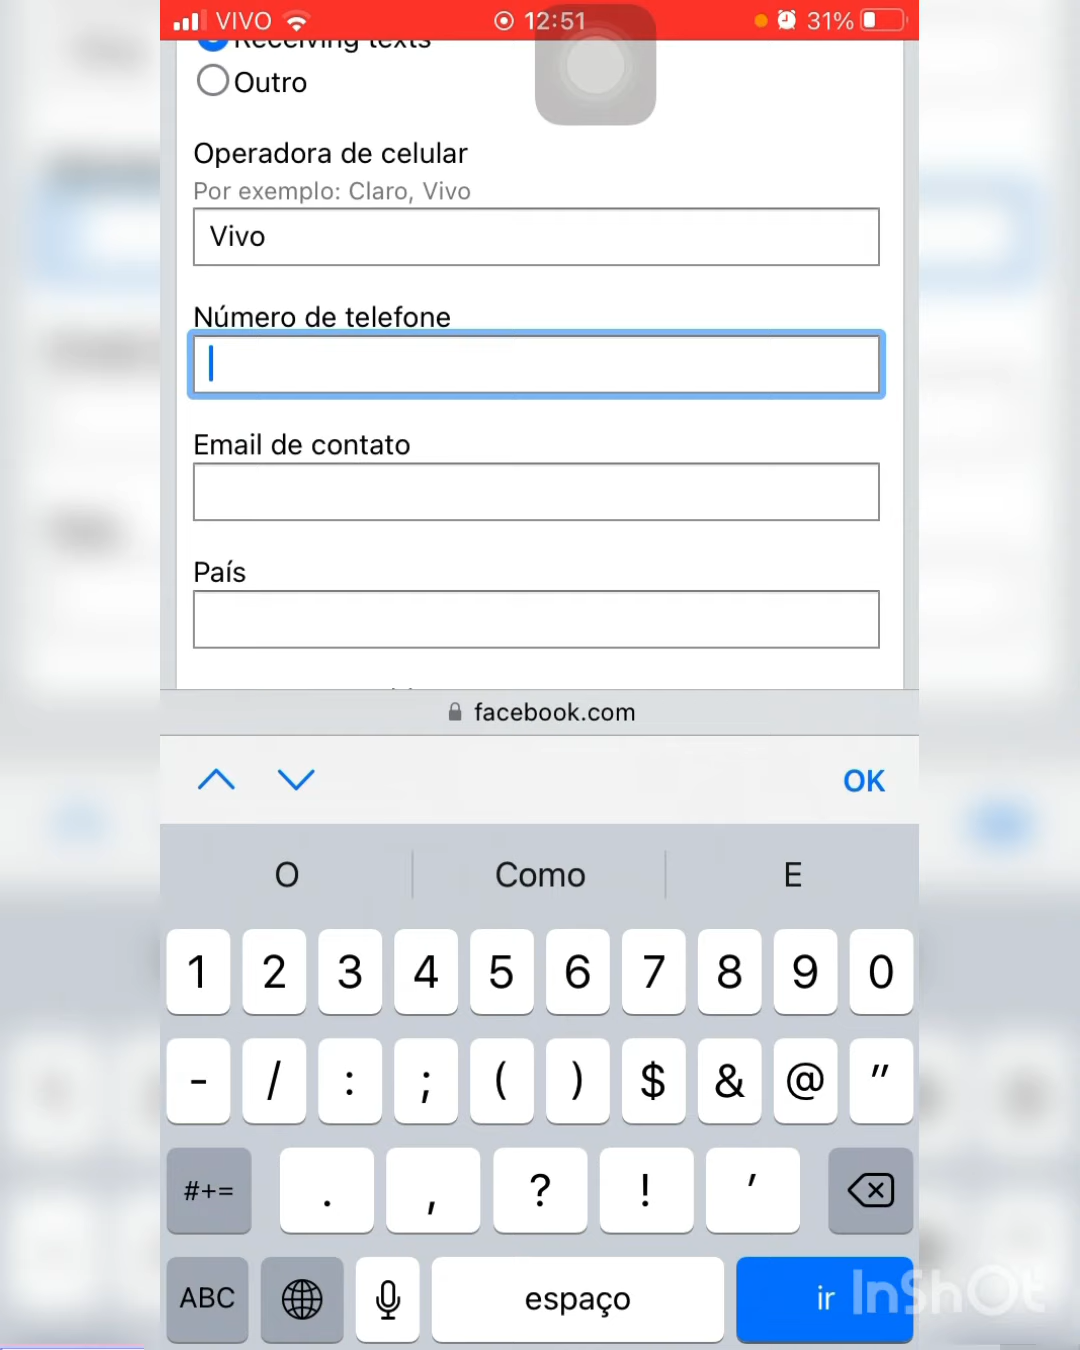 VIVO 12:51 31%
Receiving texts
Outro
Operadora de celular
Por exemplo: Claro, Vivo
Vivo
Número de telefone
Email de contato
País
facebook.com
OK
O Como E
1 2 3 4 5 6 7 8 9 0
- / : ; ( ) $ & @ "
#+= . , ? ! '
ABC espaço ir
InShOt